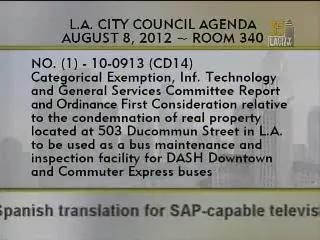 L.A. CITY COUNCIL AGENDA
AUGUST 8, 2012 ~ ROOM 340
NO. (1) - 10-0913 (CD14)
Categorical Exemption, Inf. Technology
and General Services Committee Report
and Ordinance First Consideration relative
to the condemnation of real property
located at 503 Ducommun Street in L.A.
to be used as a bus maintenance and
inspection facility for DASH Downtown
and Commuter Express buses
Spanish translation for SAP-capable televis